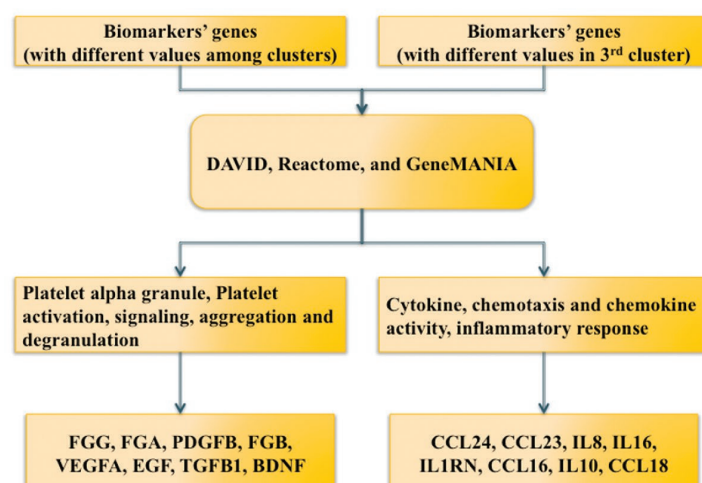 Biomarkers’ genes
(with different values among clusters)
Biomarkers’ genes
(with different values in 3rd cluster)
DAVID, Reactome, and GeneMANIA
Platelet alpha granule, Platelet
activation, signaling, aggregation and
degranulation
Cytokine, chemotaxis and chemokine
activity, inflammatory response
FGG, FGA, PDGFB, FGB,
VEGFA, EGF, TGFB1, BDNF
CCL24, CCL23, IL8, IL16,
IL1RN, CCL16, IL10, CCL18